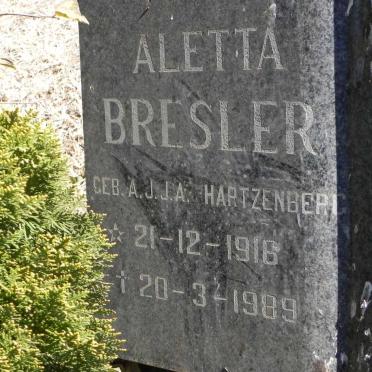 ALETTA
BRESLER
GEB. A.J.J.A. HARTZENBERG
☆ 21-12-1916
† 20-3-1989